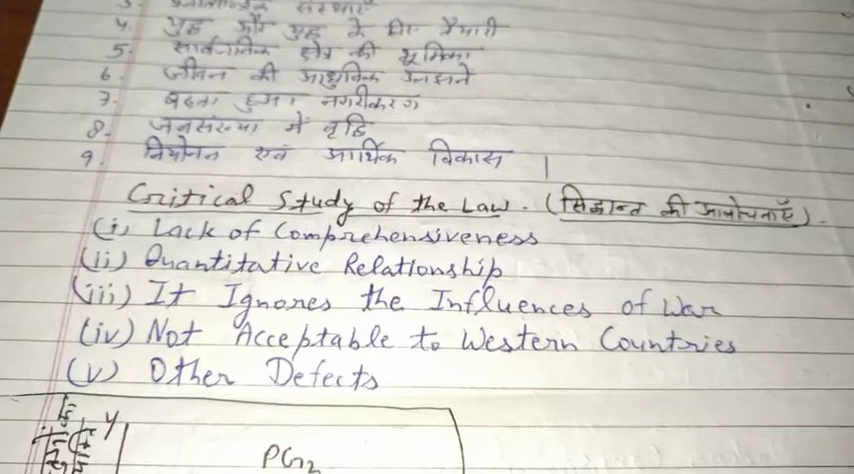 3. प्रजातान्त्रिक संस्थाएँ
4. युद्ध और युद्ध के लिए तैयारी
5. सार्वजनिक क्षेत्र की भूमिका
6. जीवन की आधुनिक उलझनें
7. बढ़ता हुआ नगरीकरण
8. जनसंख्या में वृद्धि
9. नियोजन एवं आर्थिक विकास |
Critical Study of the Law. (सिद्धान्त की आलोचनाएँ).
(i) Lack of Comprehensiveness
(ii) Quantitative Relationship
(iii) It Ignores the Influences of War
(iv) Not Acceptable to Western Countries
(v) Other Defects
y
PG2